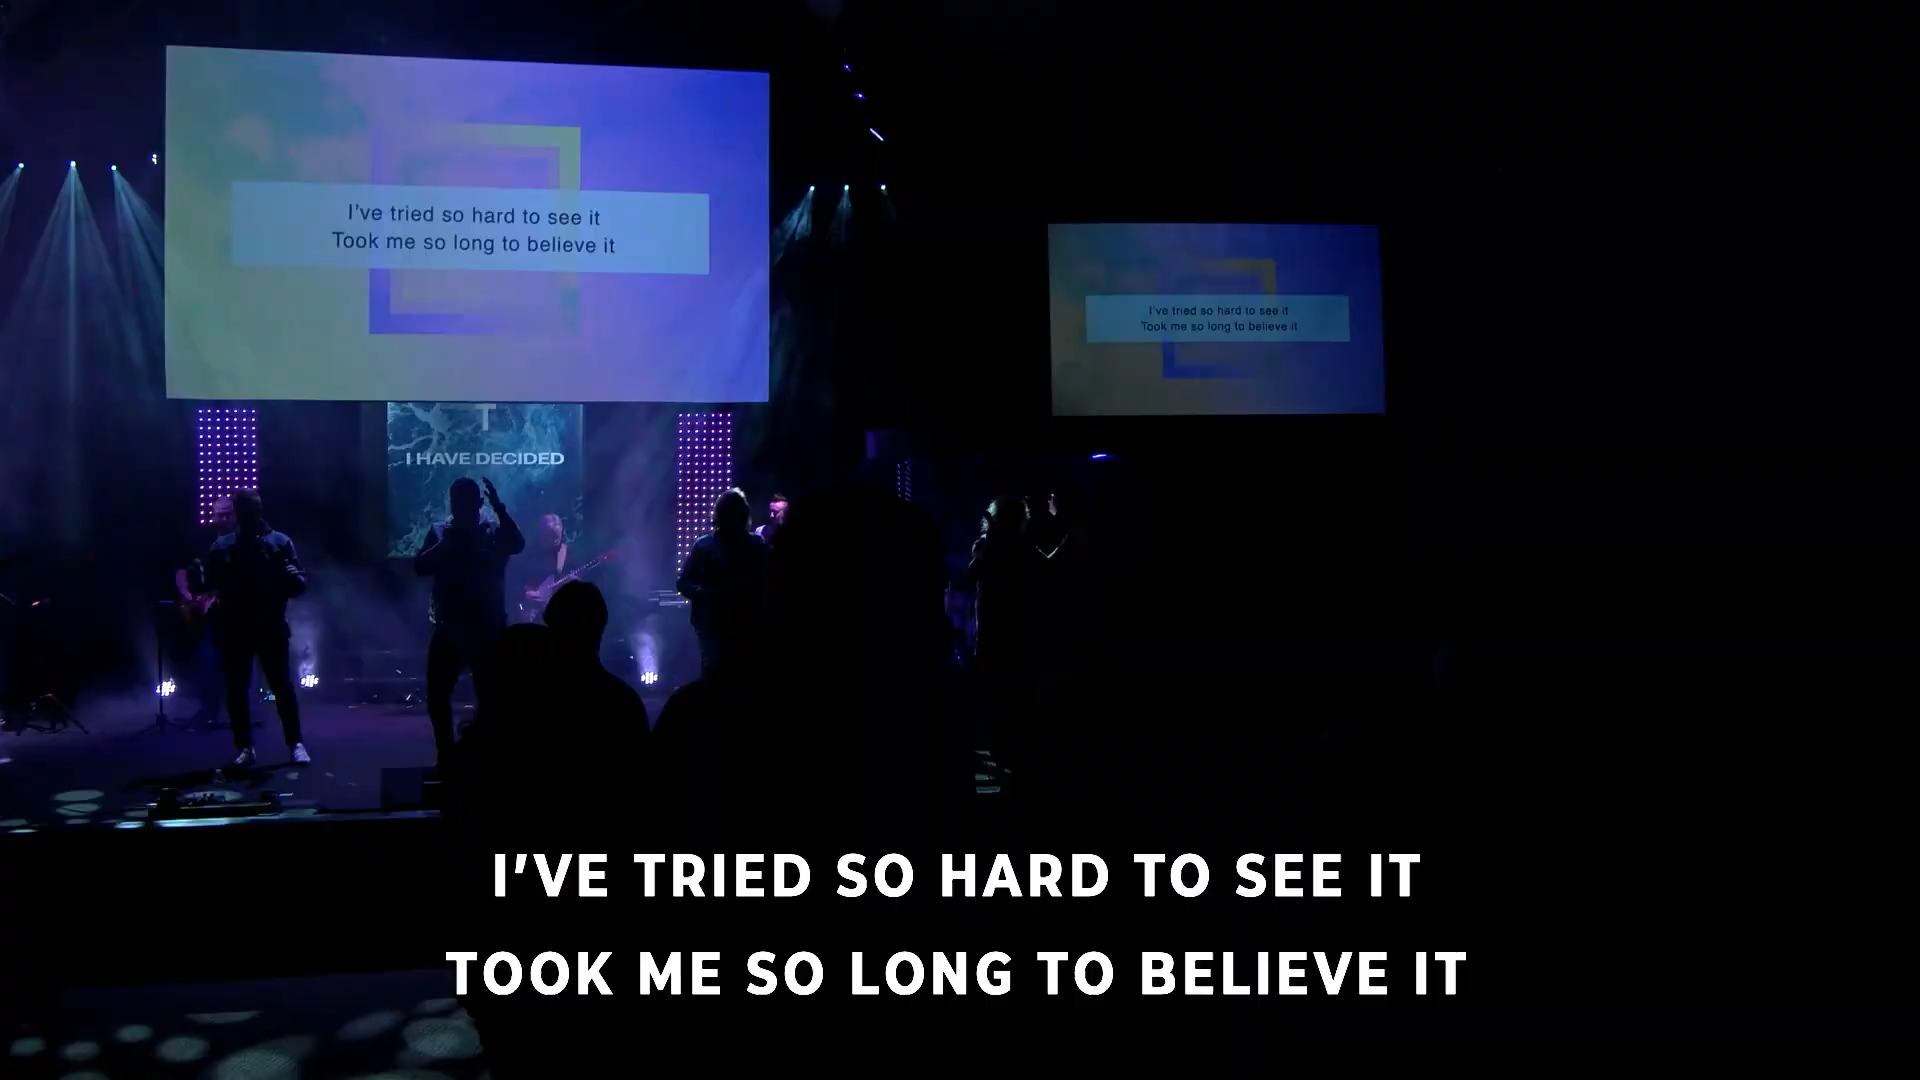 I've tried so hard to see it
Took me so long to believe it
I've tried so hard to see it
Took me so long to believe it
I HAVE DECIDED
I'VE TRIED SO HARD TO SEE IT
TOOK ME SO LONG TO BELIEVE IT